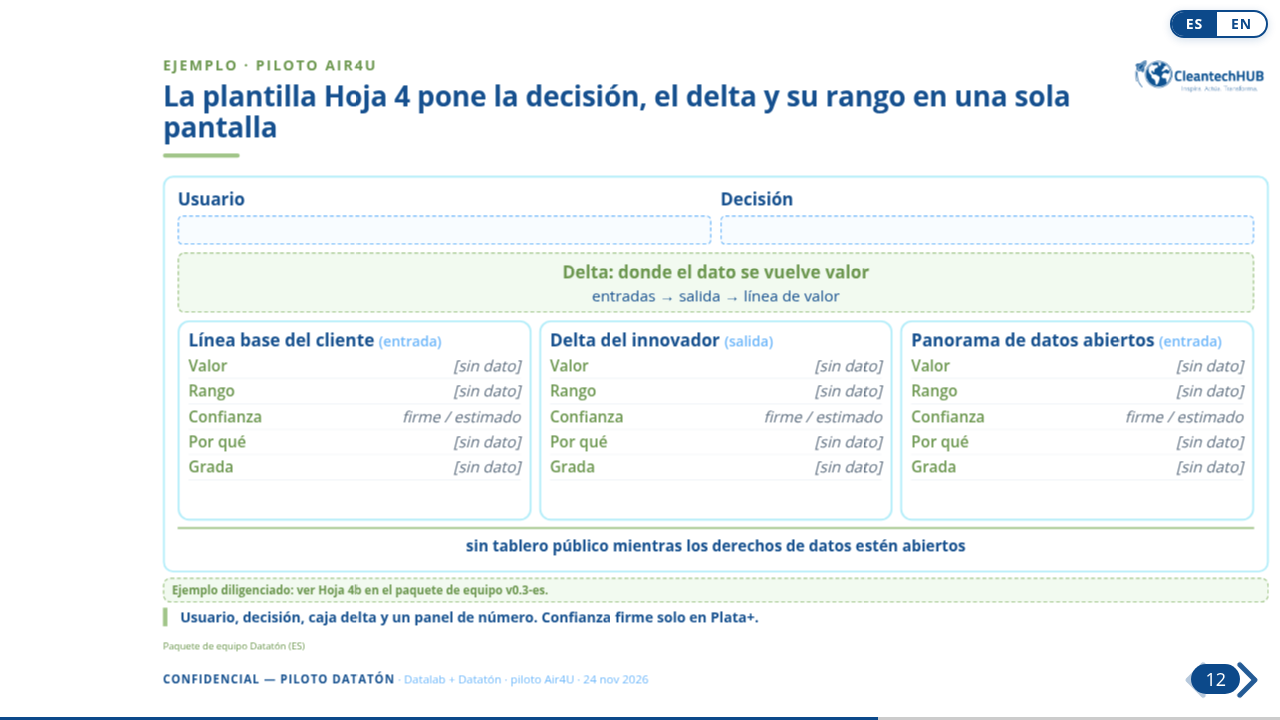 ES EN
EJEMPLO · PILOTO AIR4U
CleantechHUB
Inspira. Actúa. Transforma.
La plantilla Hoja 4 pone la decisión, el delta y su rango en una sola
pantalla
Usuario
Decisión
Delta: donde el dato se vuelve valor
entradas → salida → línea de valor
Línea base del cliente (entrada)
Valor [sin dato]
Rango [sin dato]
Confianza firme / estimado
Por qué [sin dato]
Grada [sin dato]
Delta del innovador (salida)
Valor [sin dato]
Rango [sin dato]
Confianza firme / estimado
Por qué [sin dato]
Grada [sin dato]
Panorama de datos abiertos (entrada)
Valor [sin dato]
Rango [sin dato]
Confianza firme / estimado
Por qué [sin dato]
Grada [sin dato]
sin tablero público mientras los derechos de datos estén abiertos
Ejemplo diligenciado: ver Hoja 4b en el paquete de equipo v0.3-es.
Usuario, decisión, caja delta y un panel de número. Confianza firme solo en Plata+.
Paquete de equipo Datatón (ES)
CONFIDENCIAL — PILOTO DATATÓN · Datalab + Datatón · piloto Air4U · 24 nov 2026
12